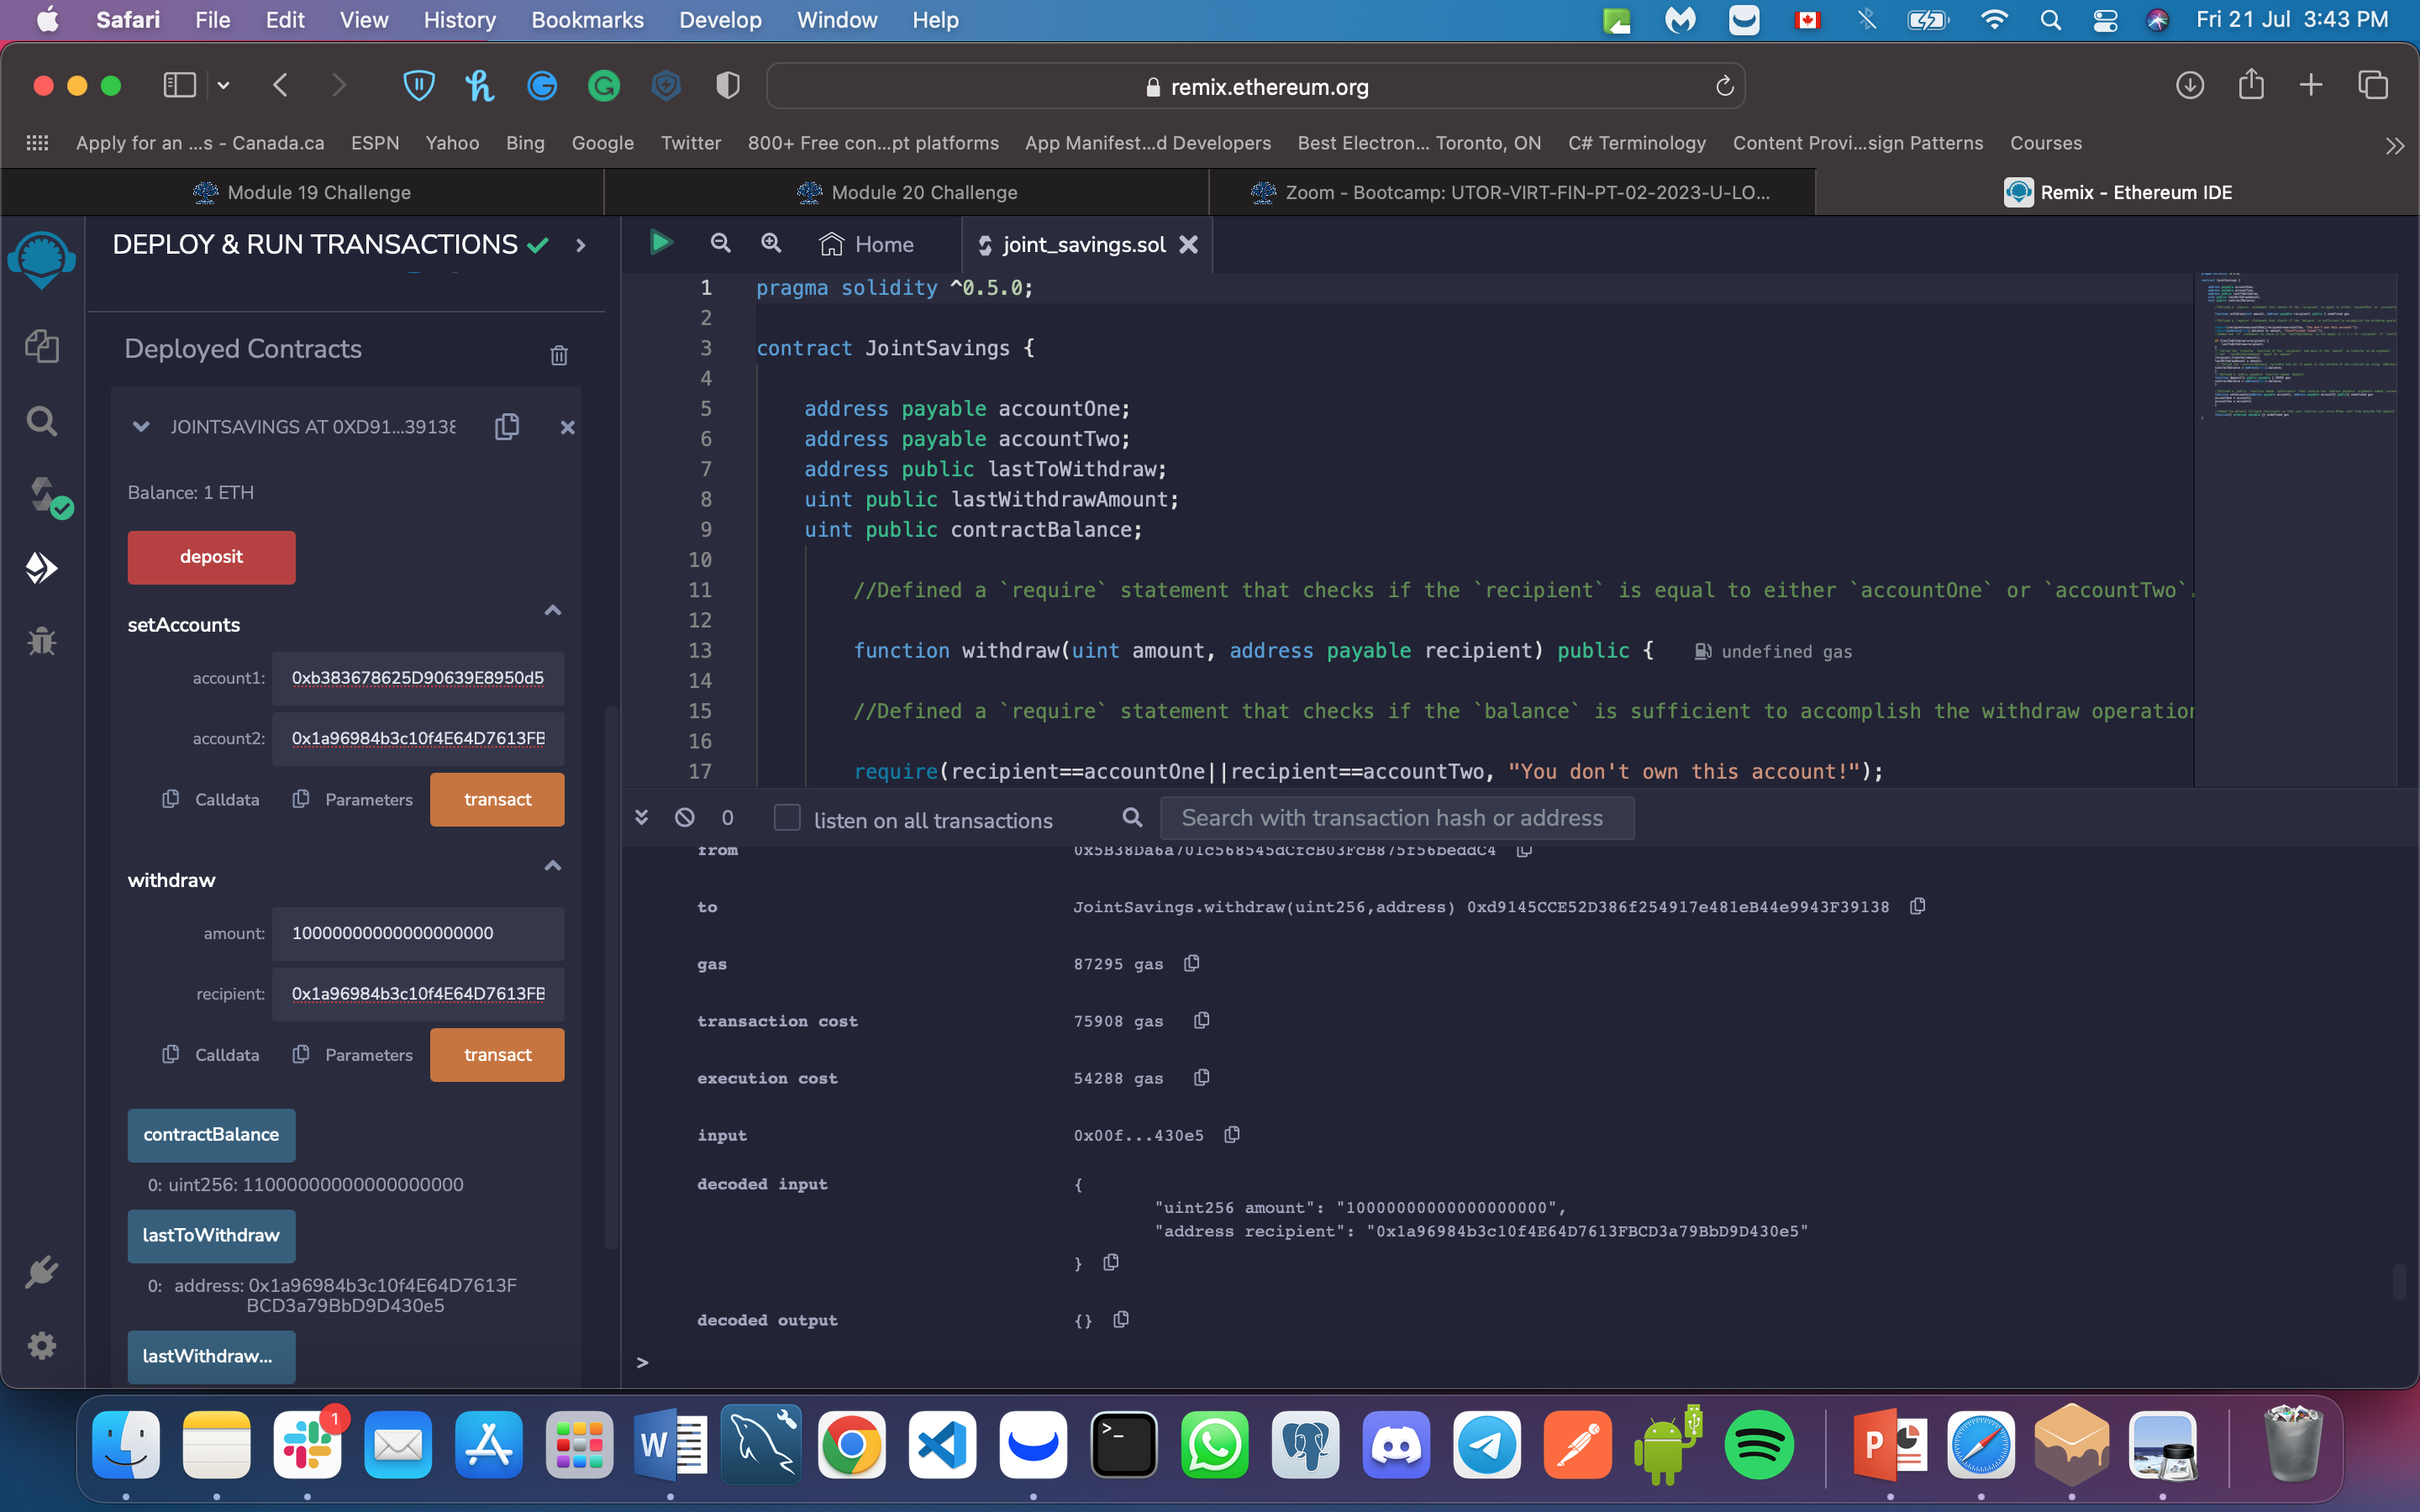 Safari File Edit View History Bookmarks Develop Window Help Fri 21 Jul 3:43 PM
remix.ethereum.org
Apply for an ...s - Canada.ca ESPN Yahoo Bing Google Twitter 800+ Free con...pt platforms App Manifest...d Developers Best Electron... Toronto, ON C# Terminology Content Provi...sign Patterns Courses
Module 19 Challenge Module 20 Challenge Zoom - Bootcamp: UTOR-VIRT-FIN-PT-02-2023-U-LO... Remix - Ethereum IDE
DEPLOY & RUN TRANSACTIONS
Deployed Contracts
JOINTSAVINGS AT 0XD91...39138
Balance: 1 ETH
deposit
setAccounts
account1: 0xb383678625D90639E8950d5
account2: 0x1a96984b3c10f4E64D7613FB
Calldata Parameters transact
withdraw
amount: 10000000000000000000
recipient: 0x1a96984b3c10f4E64D7613FB
Calldata Parameters transact
contractBalance
0: uint256: 11000000000000000000
lastToWithdraw
0: address: 0x1a96984b3c10f4E64D7613F
BCD3a79BbD9D430e5
lastWithdraw...
Home joint_savings.sol
1 pragma solidity ^0.5.0;
2
3 contract JointSavings {
4
5 address payable accountOne;
6 address payable accountTwo;
7 address public lastToWithdraw;
8 uint public lastWithdrawAmount;
9 uint public contractBalance;
10
11 //Defined a `require` statement that checks if the `recipient` is equal to either `accountOne` or `accountTwo`.
12
13 function withdraw(uint amount, address payable recipient) public { undefined gas
14
15 //Defined a `require` statement that checks if the `balance` is sufficient to accomplish the withdraw operation
16
17 require(recipient==accountOne||recipient==accountTwo, "You don't own this account!");
0 listen on all transactions Search with transaction hash or address
from 0x5B38Da6a701c568545dCfcB03FcB875f56beddC4
to JointSavings.withdraw(uint256,address) 0xd9145CCE52D386f254917e481eB44e9943F39138
gas 87295 gas
transaction cost 75908 gas
execution cost 54288 gas
input 0x00f...430e5
decoded input {
"uint256 amount": "10000000000000000000",
"address recipient": "0x1a96984b3c10f4E64D7613FBCD3a79BbD9D430e5"
}
decoded output {}
>
1